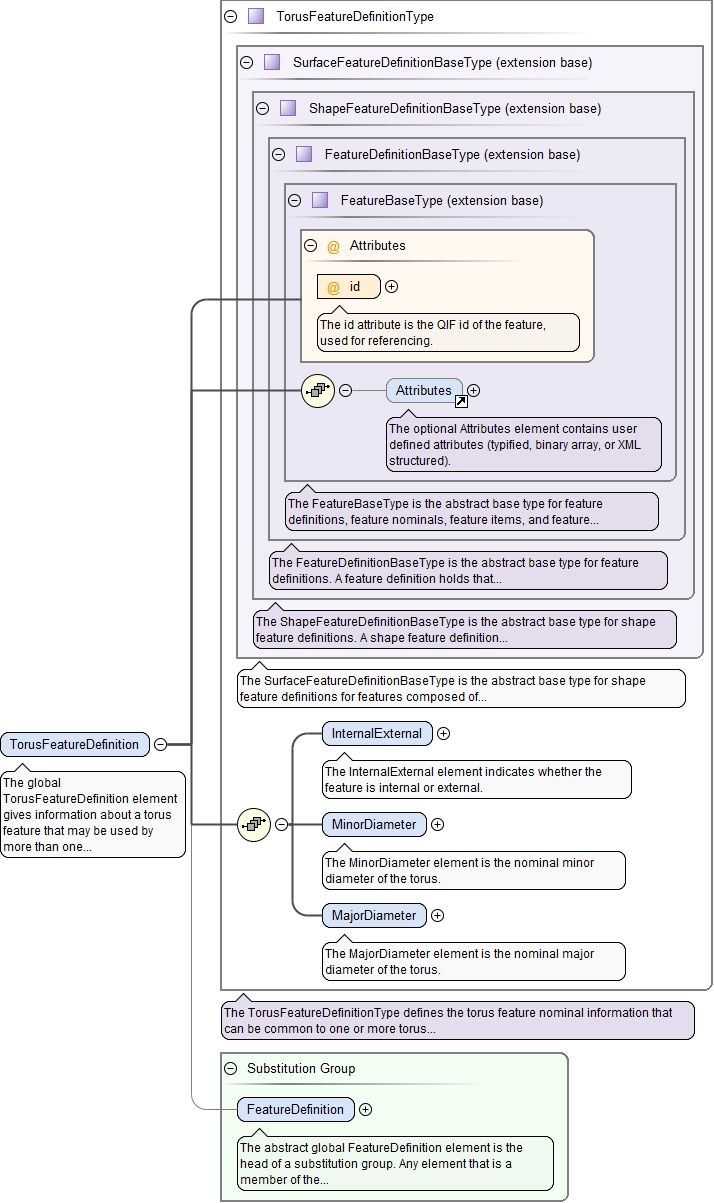 TorusFeatureDefinitionType
SurfaceFeatureDefinitionBaseType (extension base)
ShapeFeatureDefinitionBaseType (extension base)
FeatureDefinitionBaseType (extension base)
FeatureBaseType (extension base)
@ Attributes
@ id
The id attribute is the QIF id of the feature,
used for referencing.
Attributes
The optional Attributes element contains user
defined attributes (typified, binary array, or XML
structured).
The FeatureBaseType is the abstract base type for feature
definitions, feature nominals, feature items, and feature...
The FeatureDefinitionBaseType is the abstract base type for feature
definitions. A feature definition holds that...
The ShapeFeatureDefinitionBaseType is the abstract base type for shape
feature definitions. A shape feature definition...
The SurfaceFeatureDefinitionBaseType is the abstract base type for shape
feature definitions for features composed of...
TorusFeatureDefinition
The global
TorusFeatureDefinition element
gives information about a torus
feature that may be used by
more than one...
InternalExternal
The InternalExternal element indicates whether the
feature is internal or external.
MinorDiameter
The MinorDiameter element is the nominal minor
diameter of the torus.
MajorDiameter
The MajorDiameter element is the nominal major
diameter of the torus.
The TorusFeatureDefinitionType defines the torus feature nominal information that
can be common to one or more torus...
Substitution Group
FeatureDefinition
The abstract global FeatureDefinition element is the
head of a substitution group. Any element that is a
member of the...